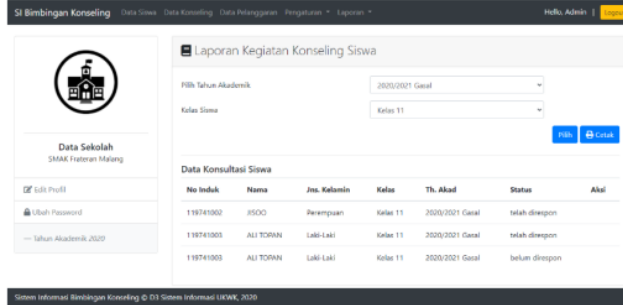 SI Bimbingan Konseling Data Siswa Data Konseling Data Pelanggaran Pengaturan Laporan Hello, Admin |
Laporan Kegiatan Konseling Siswa
Pilih Tahun Akademik 2020/2021 Gasal
Kelas Siswa Kelas 11
Pilih Cetak
Data Sekolah
SMAK Frateran Malang
Edit Profil
Ubah Password
Tahun Akademik 2020
Data Konsultasi Siswa
No Induk Nama Jns. Kelamin Kelas Th. Akad Status Aksi
119741002 JISOO Perempuan Kelas 11 2020/2021 Gasal telah direspon
119741003 ALI TOPAN Laki-Laki Kelas 11 2020/2021 Gasal telah direspon
119741003 ALI TOPAN Laki-Laki Kelas 11 2020/2021 Gasal belum direspon
Sistem Informasi Bimbingan Konseling © D3 Sistem Informasi UKWK, 2020